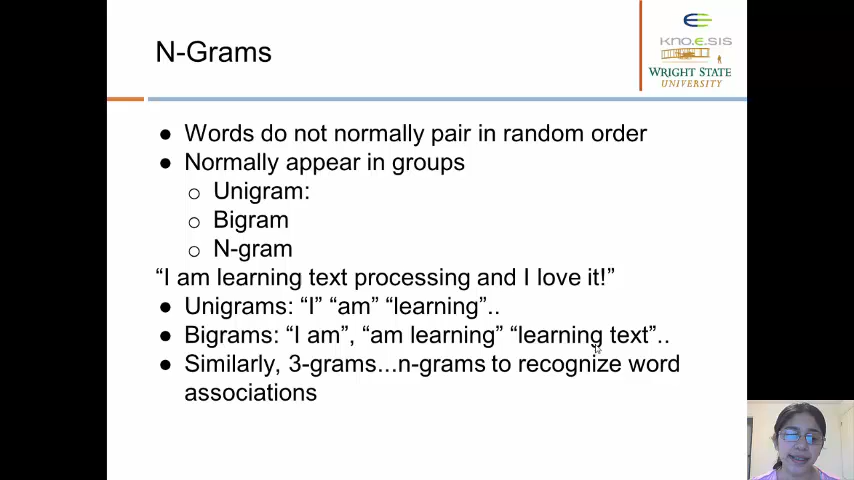 N-Grams
kno.e.sis
WRIGHT STATE
UNIVERSITY
● Words do not normally pair in random order
● Normally appear in groups
o Unigram:
o Bigram
o N-gram
“I am learning text processing and I love it!”
● Unigrams: “I” “am” “learning”..
● Bigrams: “I am”, “am learning” “learning text”..
● Similarly, 3-grams...n-grams to recognize word
associations